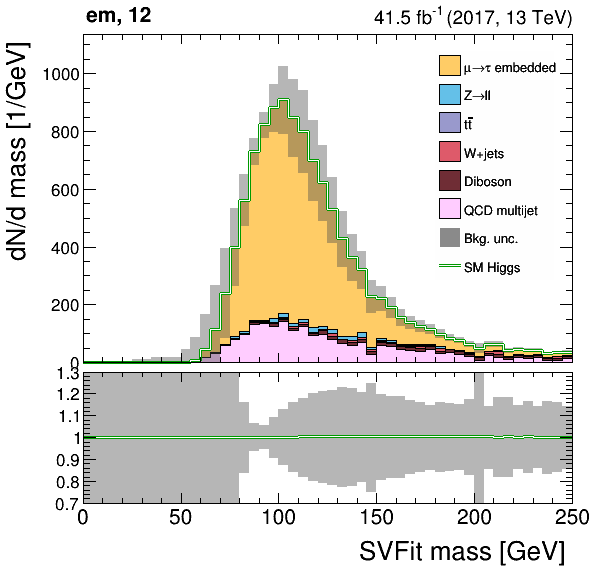 em, 12
41.5 fb⁻¹ (2017, 13 TeV)
dN/d mass [1/GeV]
1000
800
600
400
200
0
μ→τ embedded
Z→ll
tt̅
W+jets
Diboson
QCD multijet
Bkg. unc.
SM Higgs
1.3
1.2
1.1
1
0.9
0.8
0.7
0 50 100 150 200 250
SVFit mass [GeV]